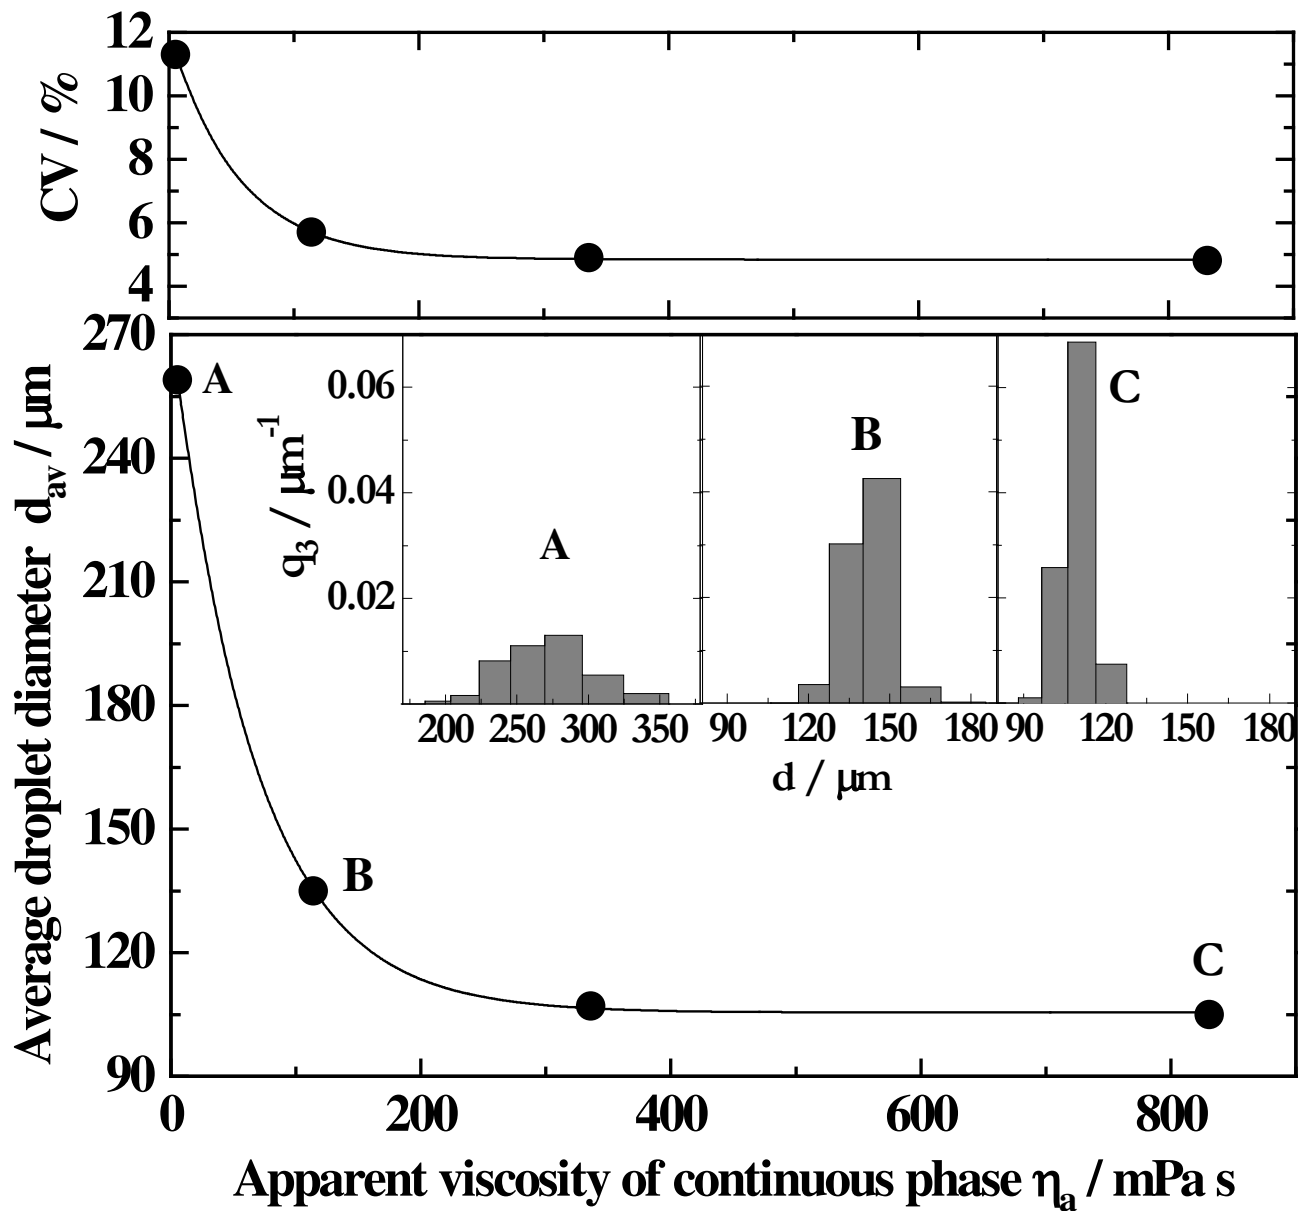 12
10
8
6
4
CV / %
270
240
210
180
150
120
90
Average droplet diameter d_av / μm
A
B
C
q_3 / μm^-1
0.06
0.04
0.02
A
B
C
200 250 300 350
90 120 150 180
90 120 150 180
d / μm
0 200 400 600 800
Apparent viscosity of continuous phase η_a / mPa s